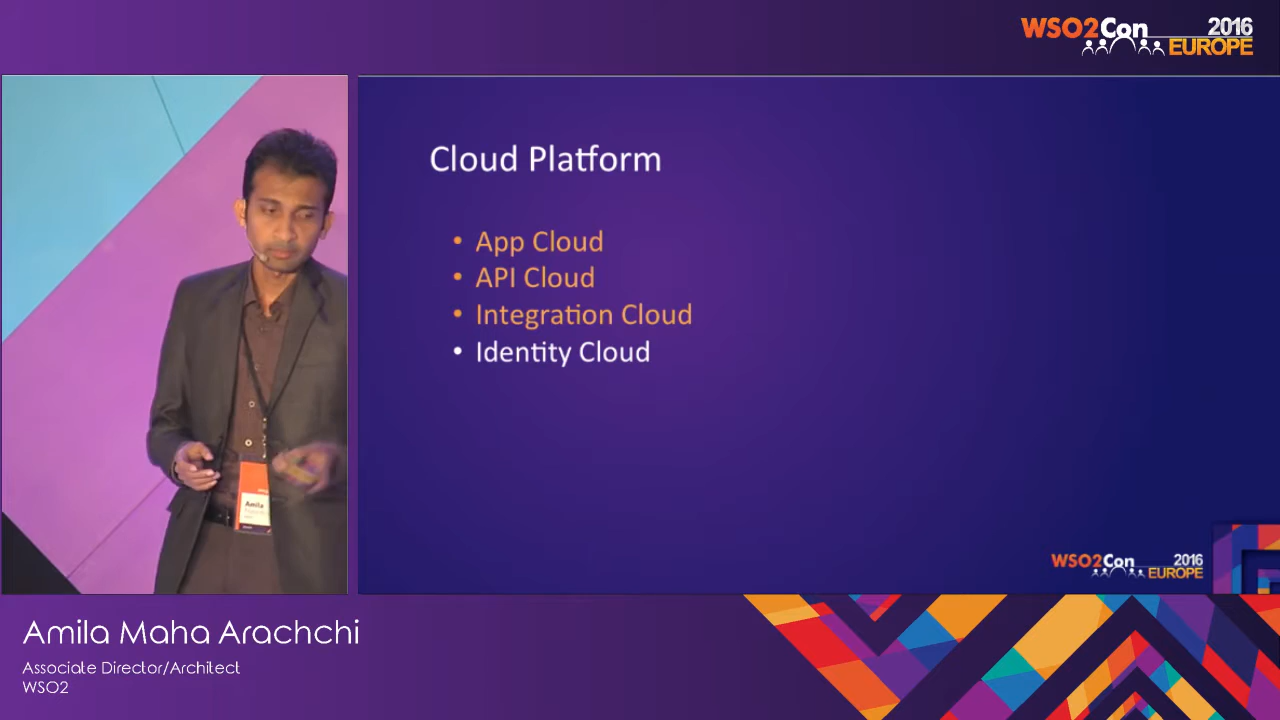 WSO2Con 2016
EUROPE
Cloud Platform
• App Cloud
• API Cloud
• Integration Cloud
• Identity Cloud
Amila
WSO2Con 2016
EUROPE
Amila Maha Arachchi
Associate Director/Architect
WSO2